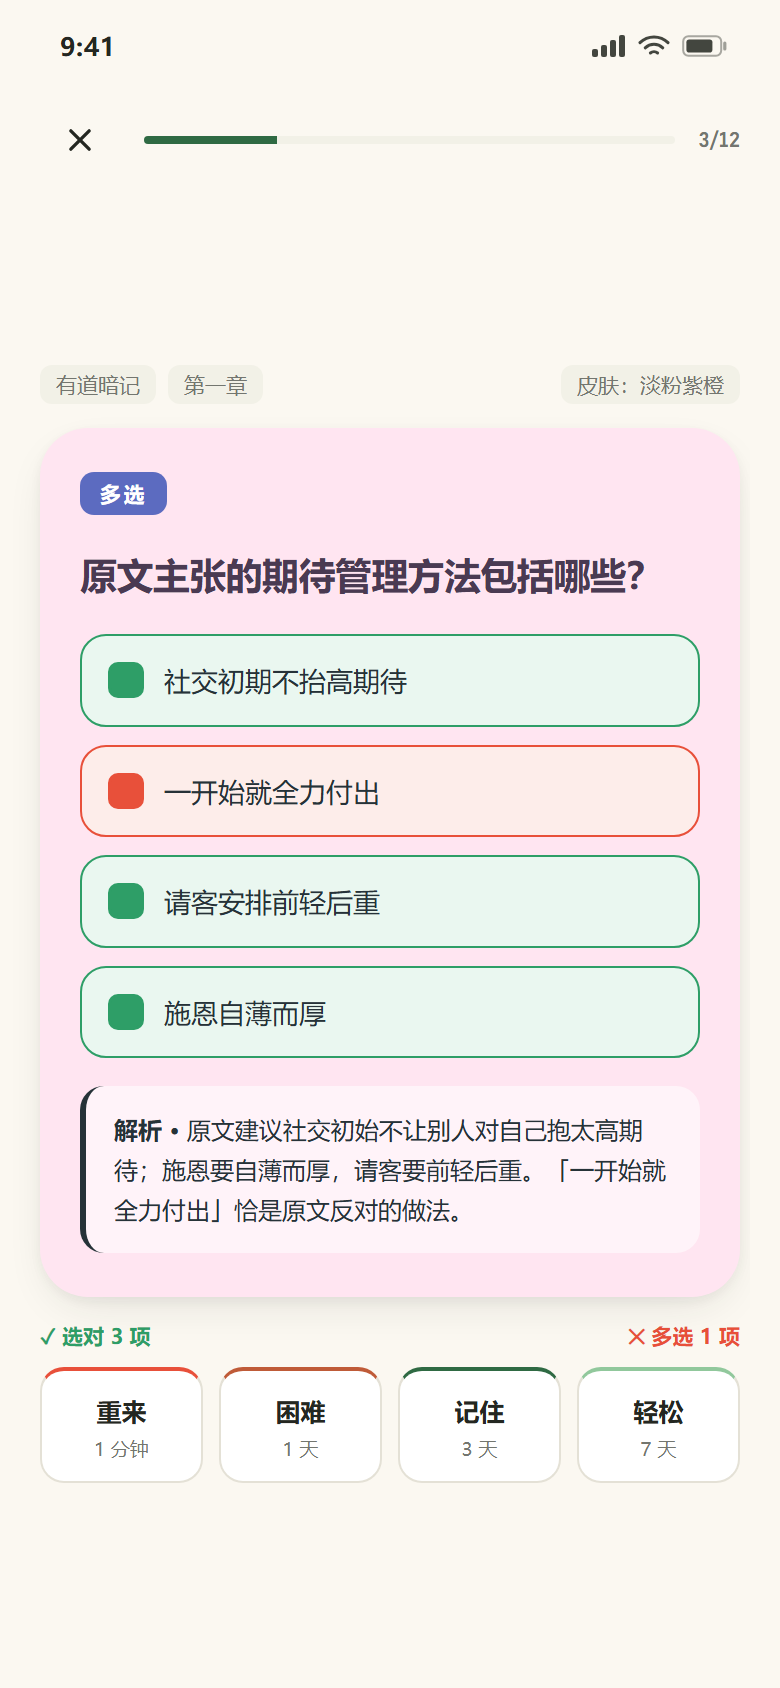 9:41
3/12
有道暗记
第一章
皮肤：淡粉紫橙
多选
原文主张的期待管理方法包括哪些？
社交初期不抬高期待
一开始就全力付出
请客安排前轻后重
施恩自薄而厚
解析 • 原文建议社交初始不让别人对自己抱太高期
待；施恩要自薄而厚，请客要前轻后重。「一开始就
全力付出」恰是原文反对的做法。
✓ 选对 3 项
✕ 多选 1 项
重来
1 分钟
困难
1 天
记住
3 天
轻松
7 天